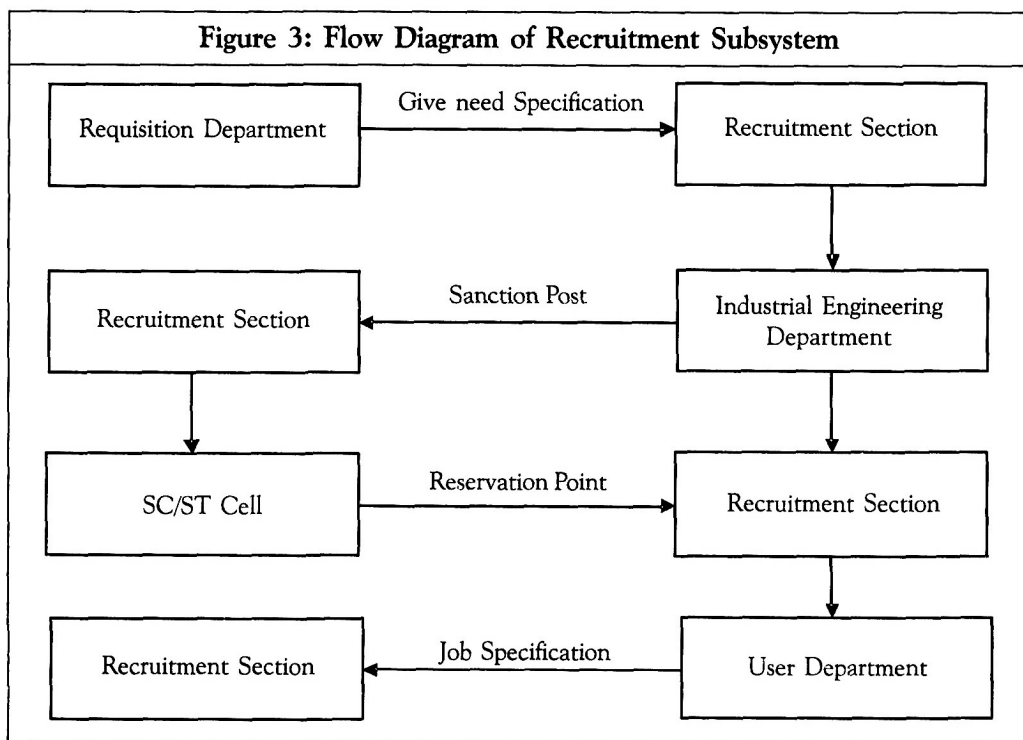 Figure 3: Flow Diagram of Recruitment Subsystem
Requisition Department
Give need Specification
Recruitment Section
Recruitment Section
Sanction Post
Industrial Engineering
Department
SC/ST Cell
Reservation Point
Recruitment Section
Recruitment Section
Job Specification
User Department